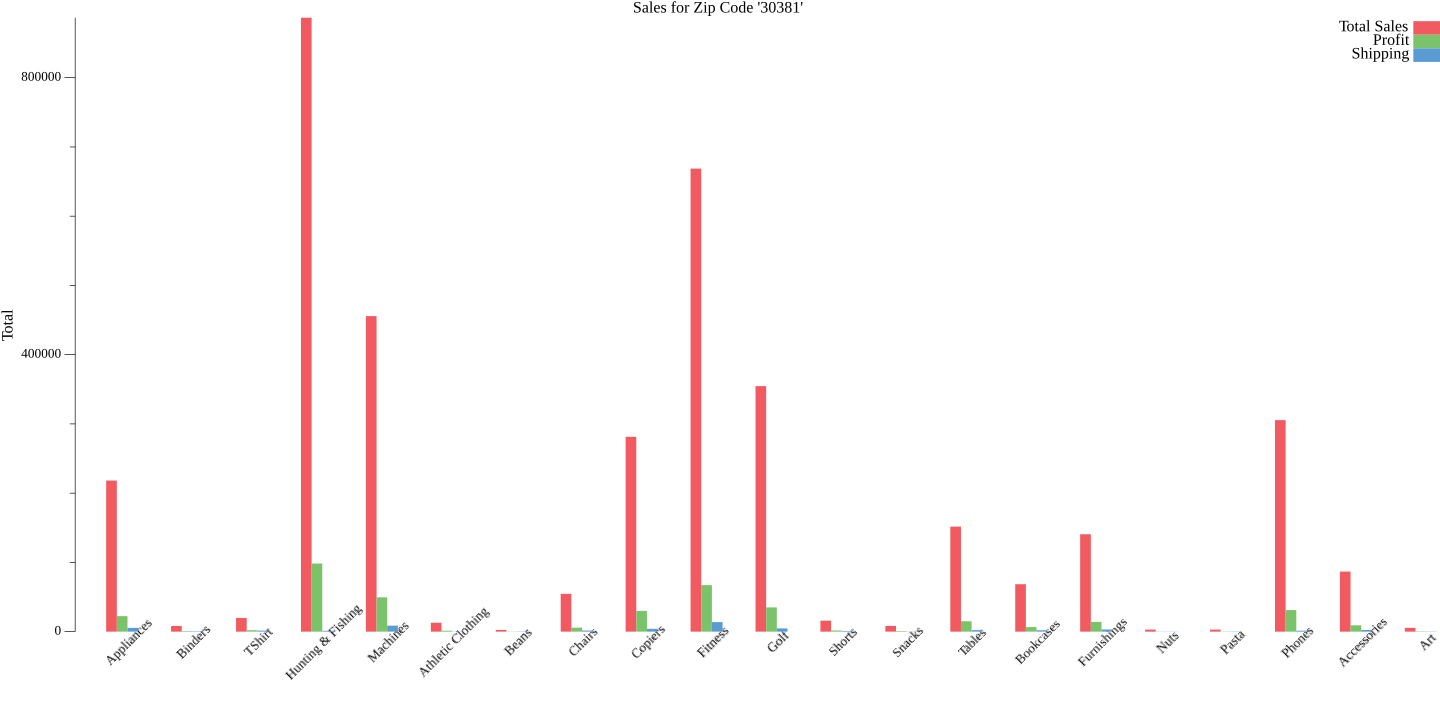 Sales for Zip Code '30381'
Total Sales
Profit
Shipping
800000
400000
0
Total
Appliances
Binders
TShirt
Hunting & Fishing
Machines
Athletic Clothing
Beans
Chairs
Copiers
Fitness
Golf
Shorts
Snacks
Tables
Bookcases
Furnishings
Nuts
Pasta
Phones
Accessories
Art